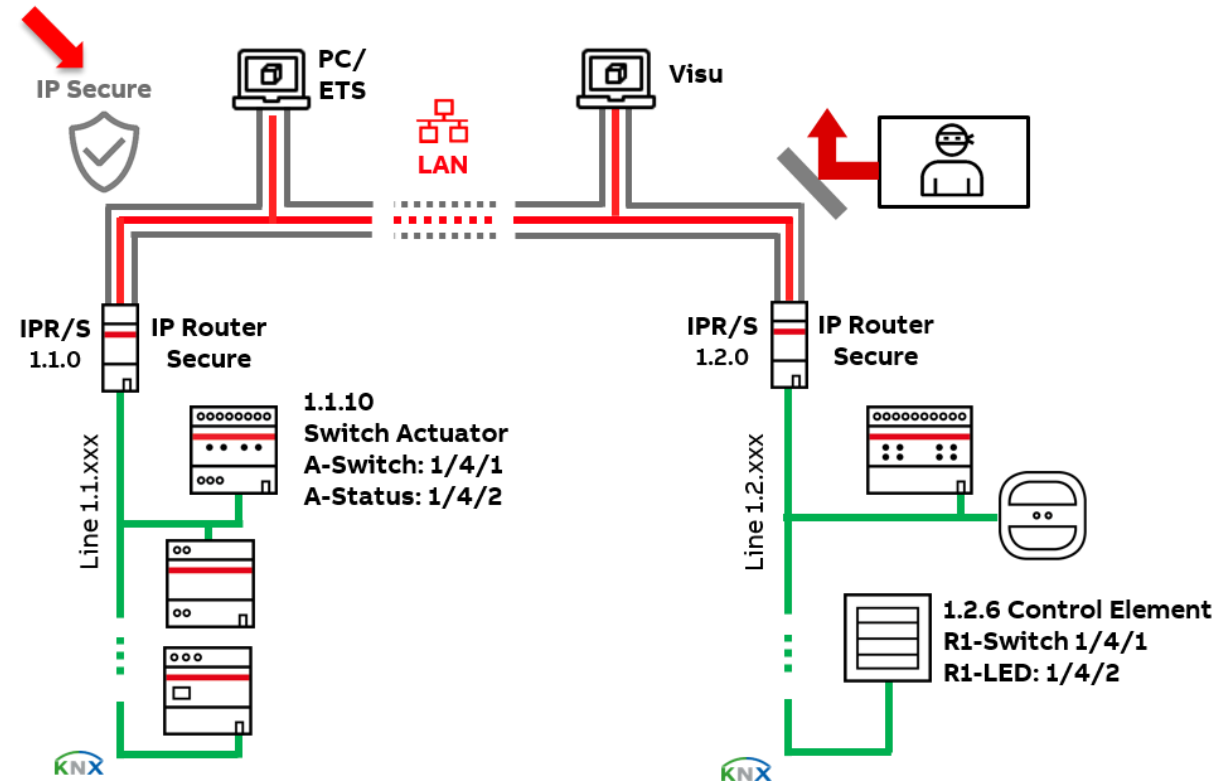 IP Secure
PC/
ETS
LAN
Visu
IPR/S
1.1.0
IP Router
Secure
IPR/S
1.2.0
IP Router
Secure
Line 1.1.xxx
1.1.10
Switch Actuator
A-Switch: 1/4/1
A-Status: 1/4/2
Line 1.2.xxx
1.2.6 Control Element
R1-Switch 1/4/1
R1-LED: 1/4/2
KNX
KNX